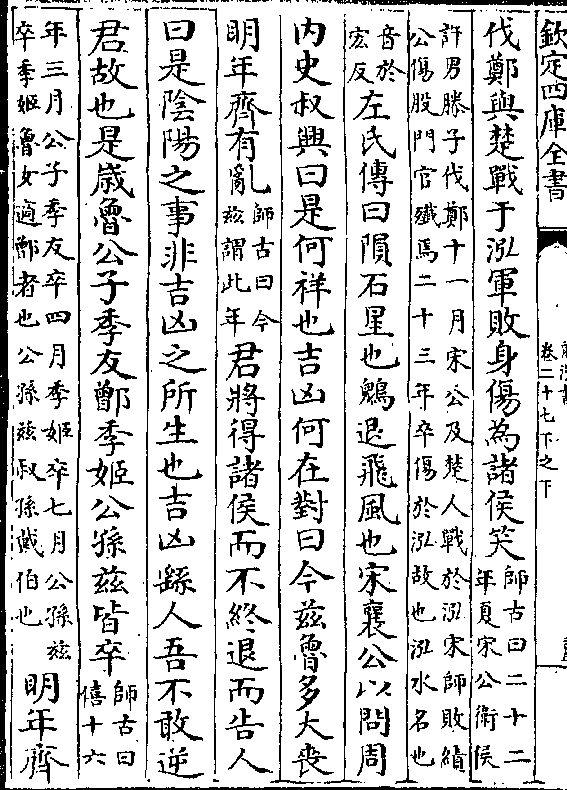 欽定四庫全書
卷二十七下之下
伐鄭與楚戰于泓軍敗身傷為諸侯笑師古曰二十二年夏宋公衛侯
許男滕子伐鄭十一月宋公及楚人戰於泓宋師敗績公傷股門官殲焉二十三年卒傷於泓故也泓水名也
音於宏反左氏傳曰隕石星也鷁退飛風也宋襄公以問周
内史叔興曰是何祥也吉凶何在對曰今兹魯多大喪
明年齊有亂師古曰今兹謂此年君將得諸侯而不終退而告人
曰是陰陽之事非吉凶之所生也吉凶繇人吾不敢逆
君故也是歲魯公子季友鄫季姬公孫兹皆卒師古曰僖十六
年三月公子季友卒四月季姬卒七月公孫兹卒季姬魯女適鄫者也公孫兹叔孫戴伯也明年齊